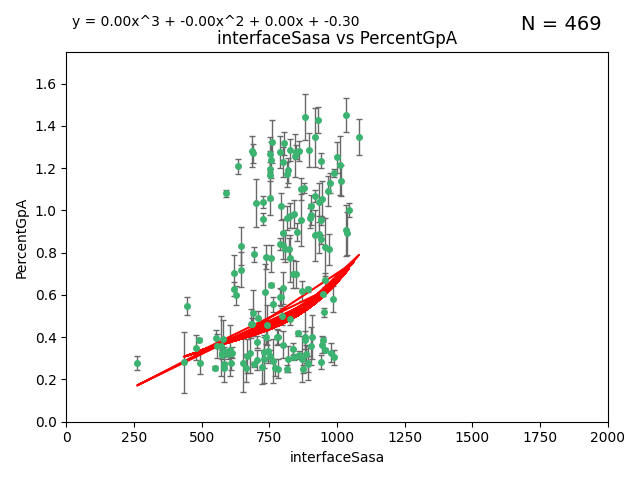 y = 0.00x^3 + -0.00x^2 + 0.00x + -0.30
N = 469
interfaceSasa vs PercentGpA
PercentGpA
1.6
1.4
1.2
1.0
0.8
0.6
0.4
0.2
0.0
0 250 500 750 1000 1250 1500 1750 2000
interfaceSasa